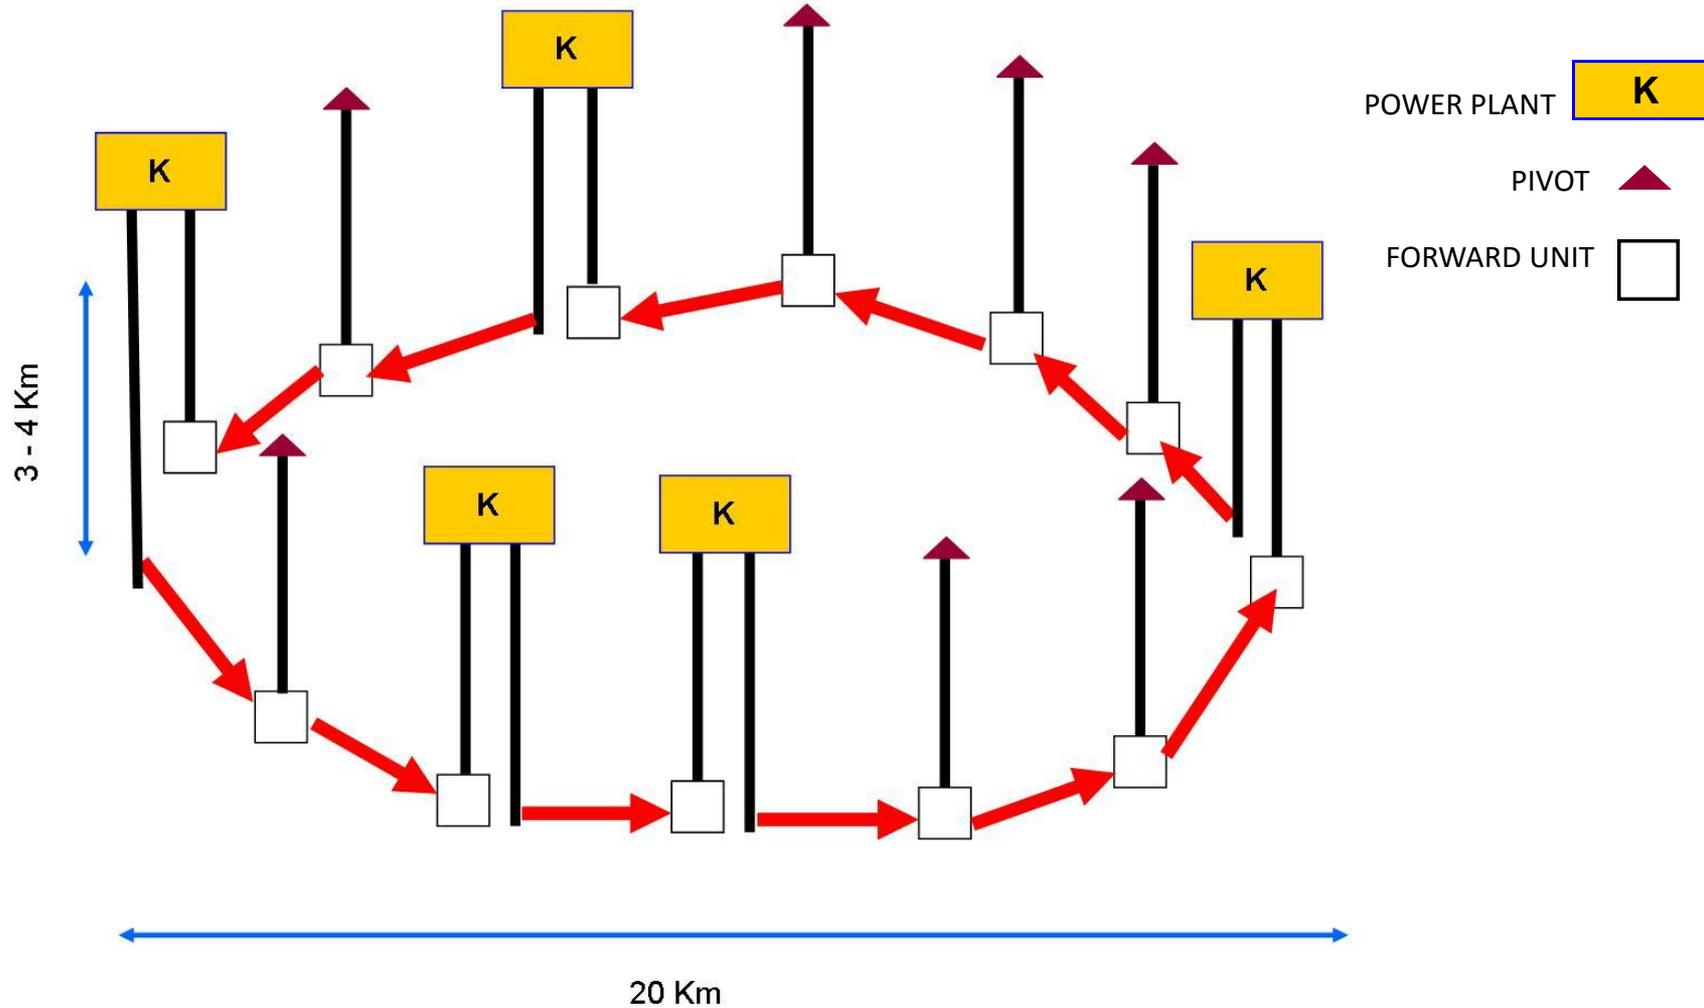 K
K
POWER PLANT K
PIVOT
K
FORWARD UNIT
3 - 4 Km
K
K
20 Km